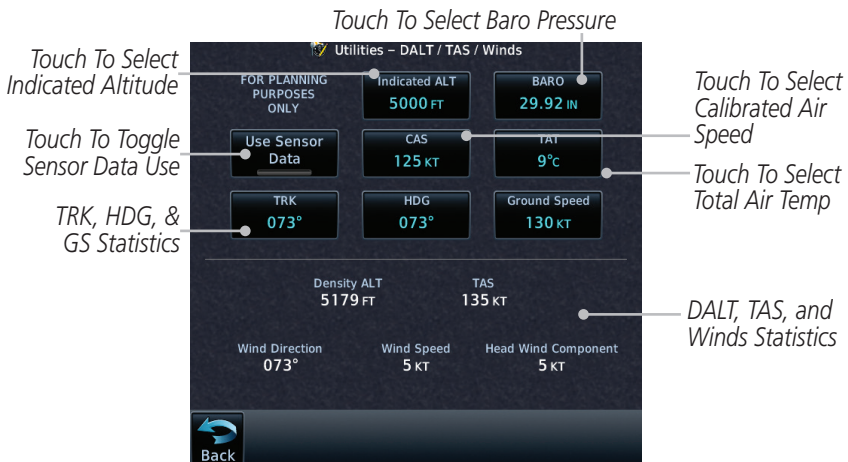 Touch To Select Baro Pressure
Utilities – DALT / TAS / Winds
Touch To Select
Indicated Altitude
FOR PLANNING
PURPOSES
ONLY
Indicated ALT
5000 FT
BARO
29.92 IN
Touch To Select
Calibrated Air
Speed
Touch To Toggle
Sensor Data Use
Use Sensor
Data
CAS
125 KT
TAT
9°C
Touch To Select
Total Air Temp
TRK, HDG, &
GS Statistics
TRK
073°
HDG
073°
Ground Speed
130 KT
Density ALT
5179 FT
TAS
135 KT
DALT, TAS, and
Winds Statistics
Wind Direction
073°
Wind Speed
5 KT
Head Wind Component
5 KT
Back